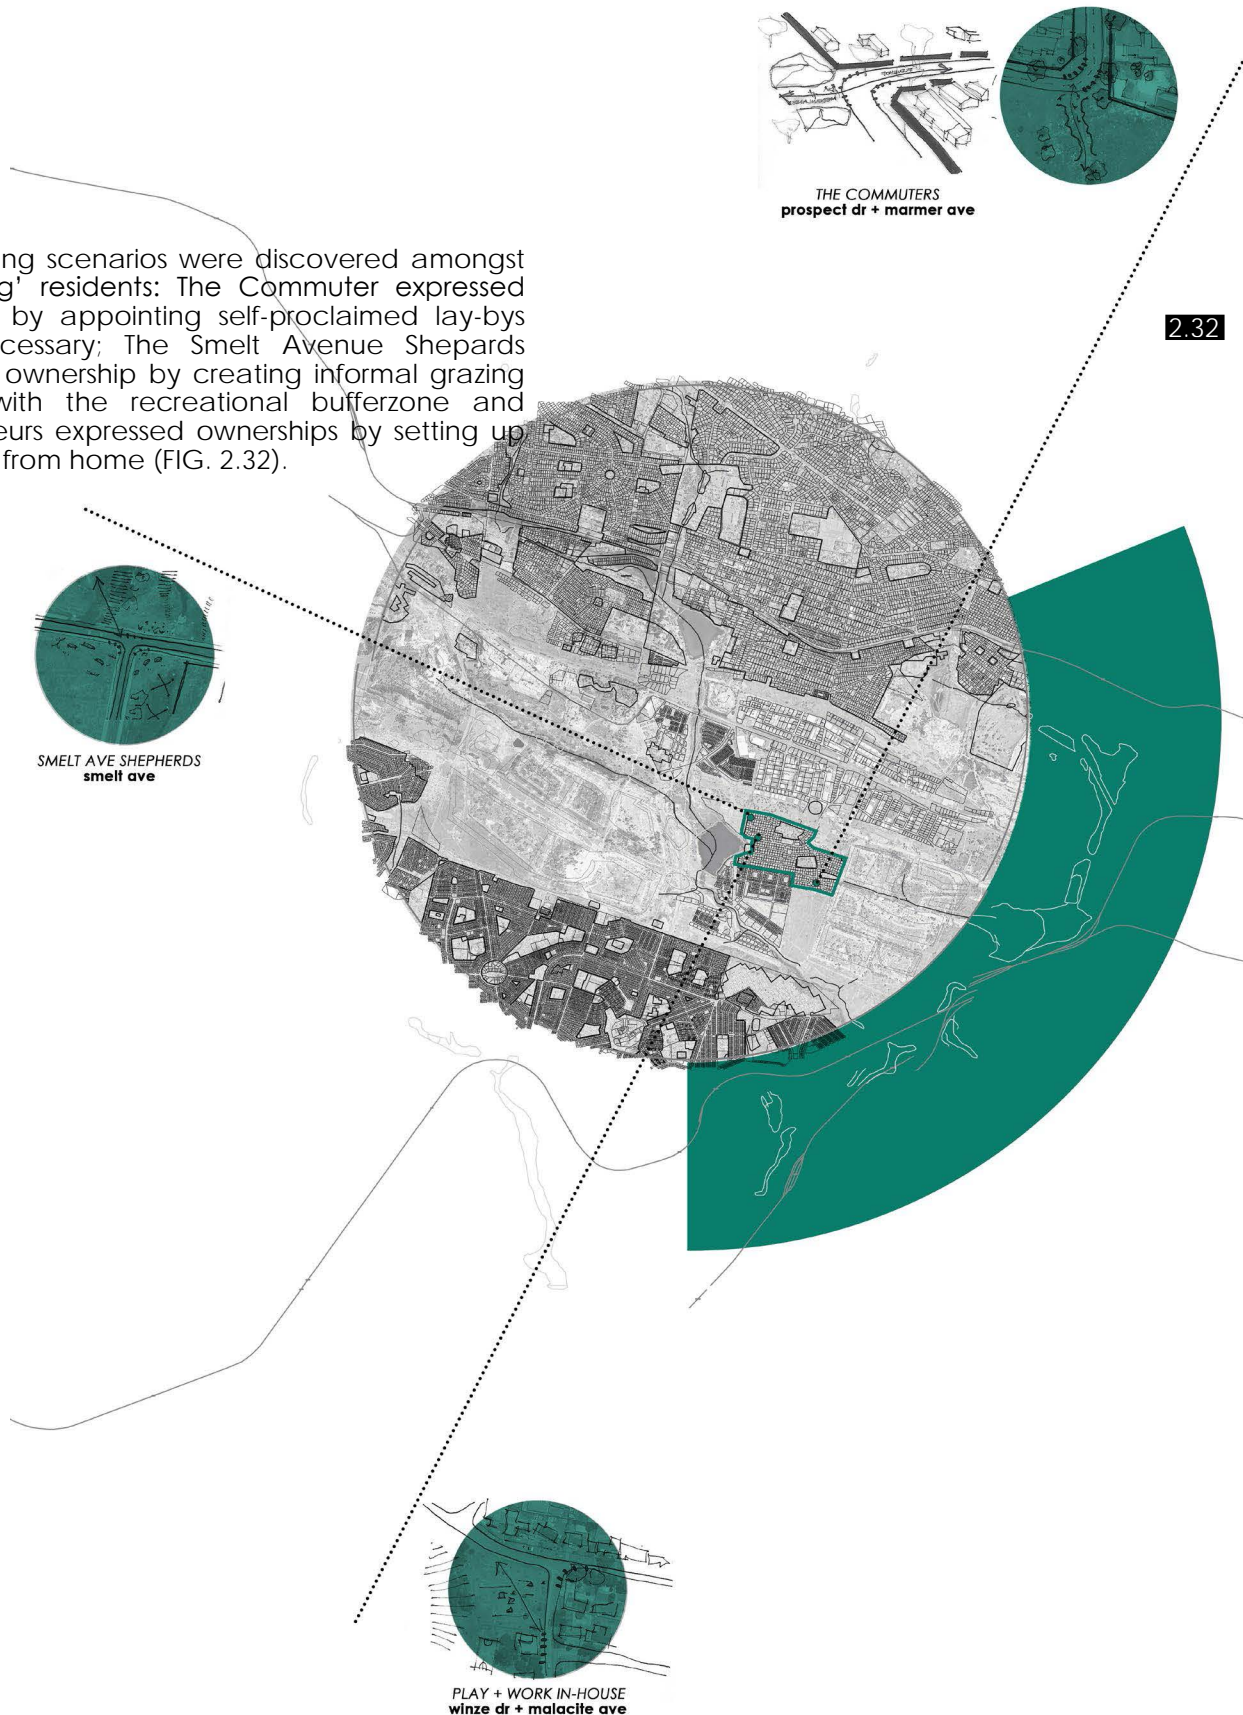 THE COMMUTERS
prospect dr + marmer ave
ng scenarios were discovered amongst
g’ residents: The Commuter expressed
by appointing self-proclaimed lay-bys
cessary; The Smelt Avenue Shepards
ownership by creating informal grazing
with the recreational bufferzone and
eurs expressed ownerships by setting up
from home (FIG. 2.32).
2.32
SMELT AVE SHEPHERDS
smelt ave
PLAY + WORK IN-HOUSE
winze dr + malacite ave